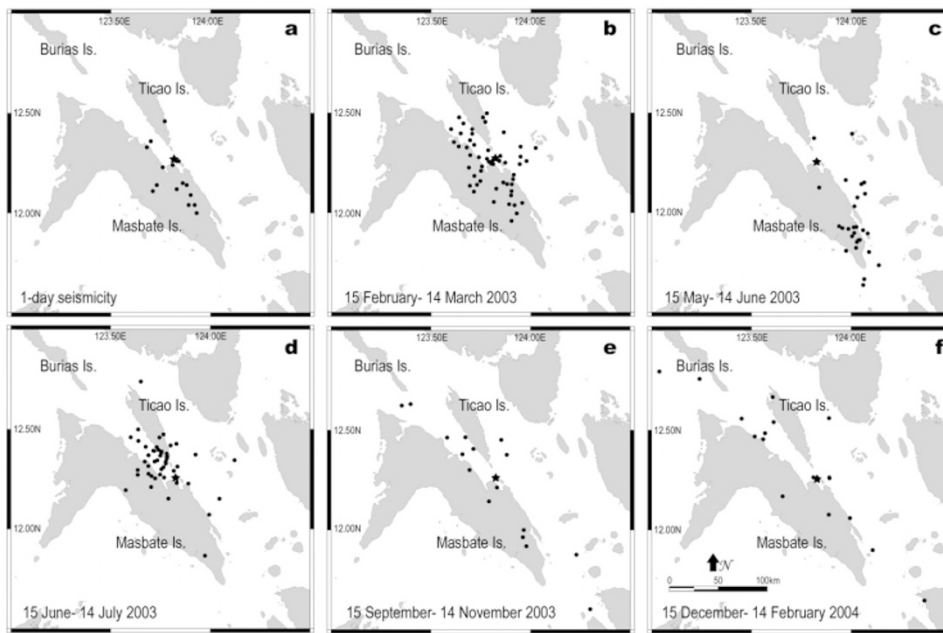 123.50E 124.00E
a
Burias Is.
Ticao Is.
12.50N
12.00N
Masbate Is.
1-day seismicity
123.50E 124.00E
b
Burias Is.
Ticao Is.
12.50N
12.00N
Masbate Is.
15 February- 14 March 2003
123.50E 124.00E
c
Burias Is.
Ticao Is.
12.50N
12.00N
Masbate Is.
15 May- 14 June 2003
123.50E 124.00E
d
Burias Is.
Ticao Is.
12.50N
12.00N
Masbate Is.
15 June- 14 July 2003
123.50E 124.00E
e
Burias Is.
Ticao Is.
12.50N
12.00N
Masbate Is.
15 September- 14 November 2003
123.50E 124.00E
f
Burias Is.
Ticao Is.
12.50N
12.00N
Masbate Is.
N
0 50 100km
15 December- 14 February 2004